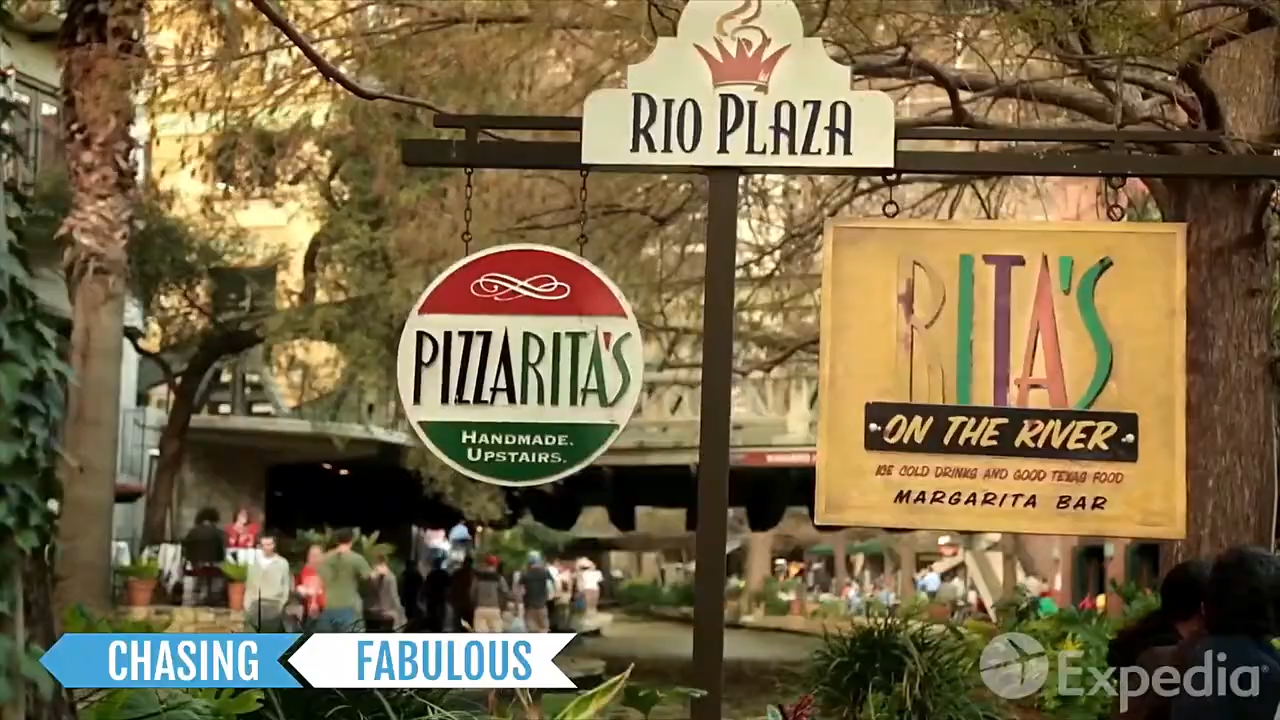 RIO PLAZA
PIZZARITA'S
HANDMADE.
UPSTAIRS.
RITA'S
ON THE RIVER
ICE COLD DRINKS AND GOOD TEXAS FOOD
MARGARITA BAR
CHASING FABULOUS
Expedia